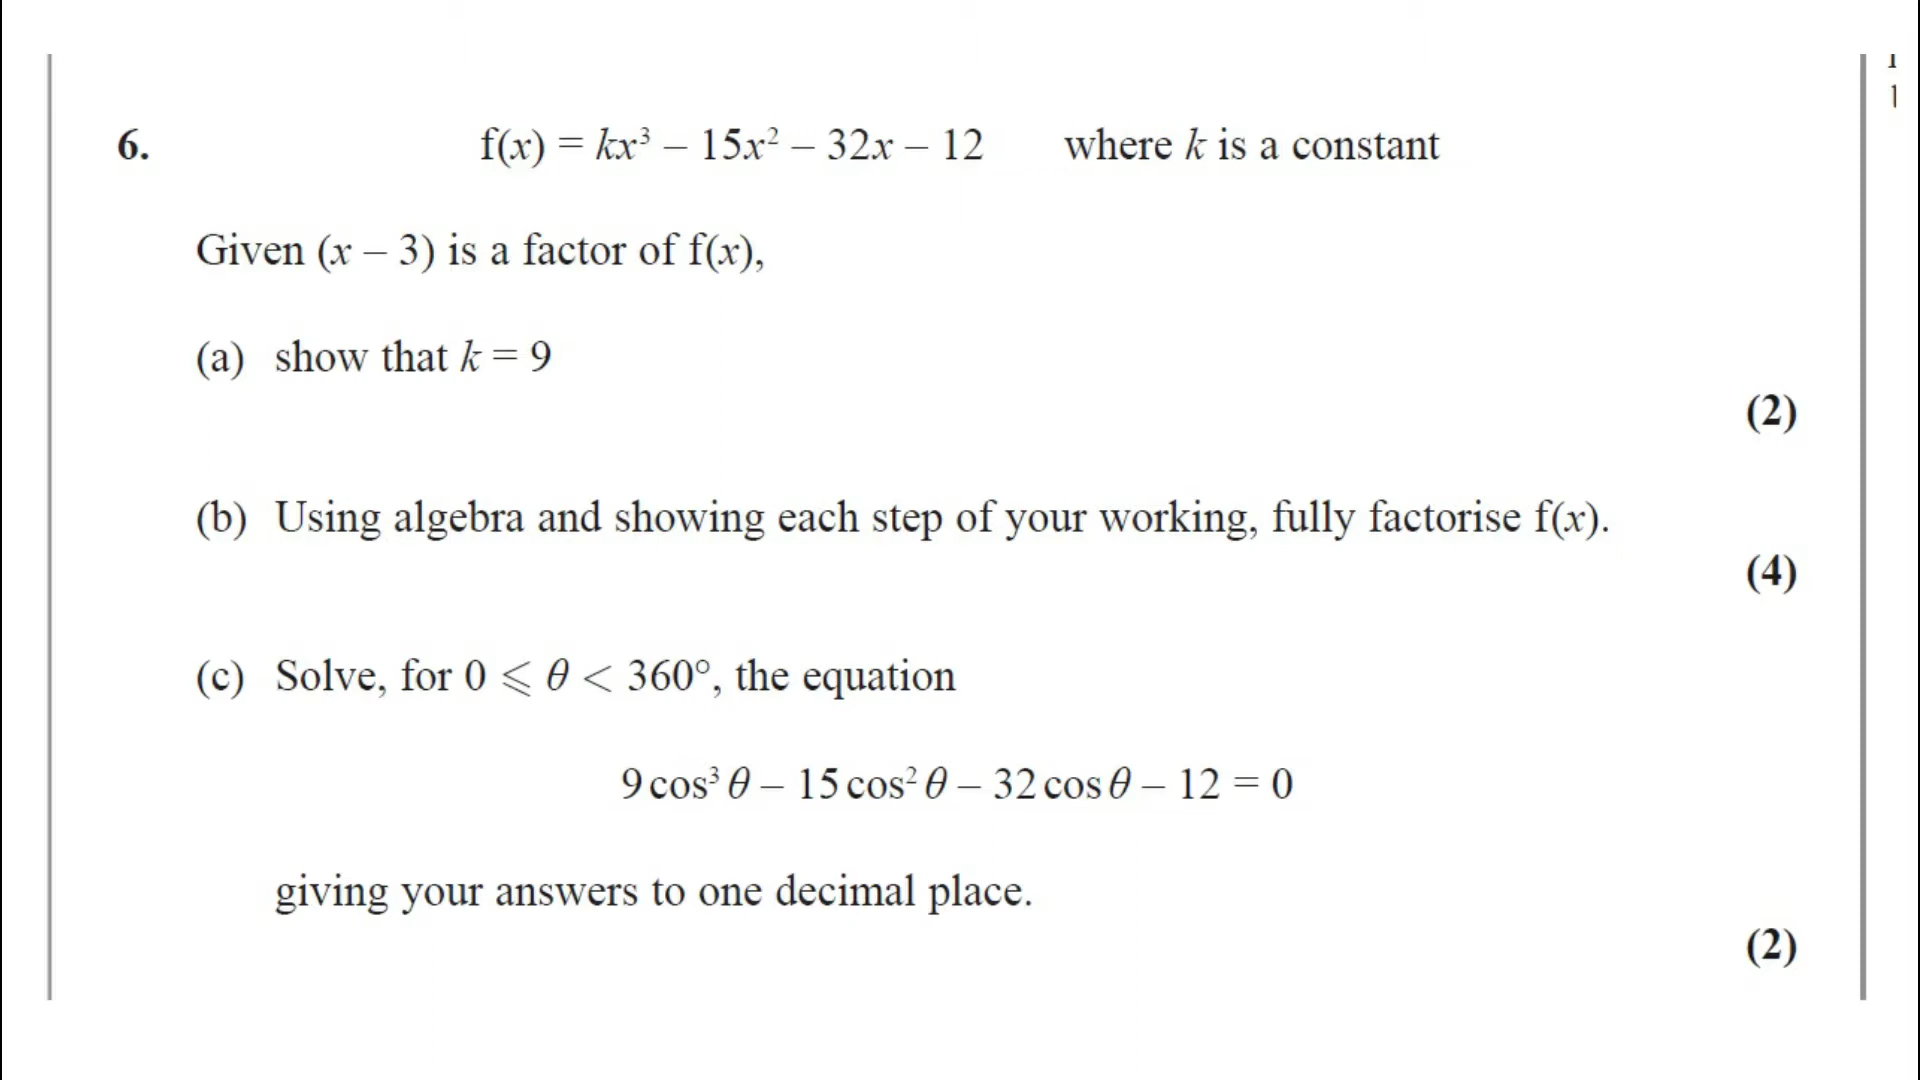 6. f(x) = kx³ – 15x² – 32x – 12 where k is a constant
Given (x – 3) is a factor of f(x),
(a) show that k = 9
(2)
(b) Using algebra and showing each step of your working, fully factorise f(x).
(4)
(c) Solve, for 0 ⩽ θ < 360°, the equation
9 cos³ θ – 15 cos² θ – 32 cos θ – 12 = 0
giving your answers to one decimal place.
(2)